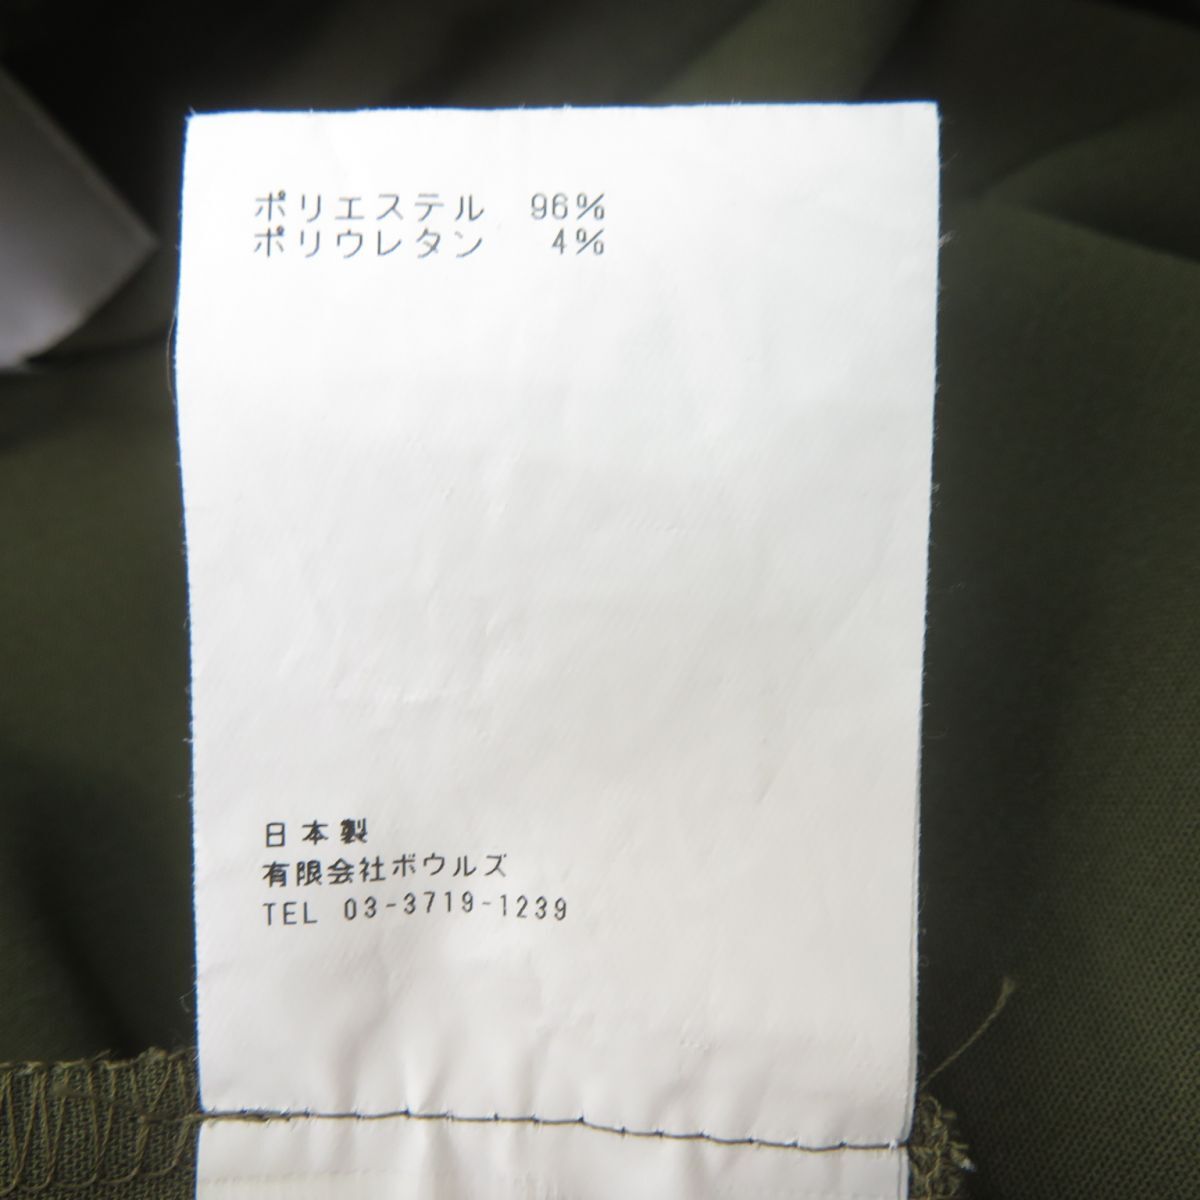 ポリエステル 96%
ポリウレタン 4%
日本製
有限会社ボウルズ
TEL 03-3719-1239